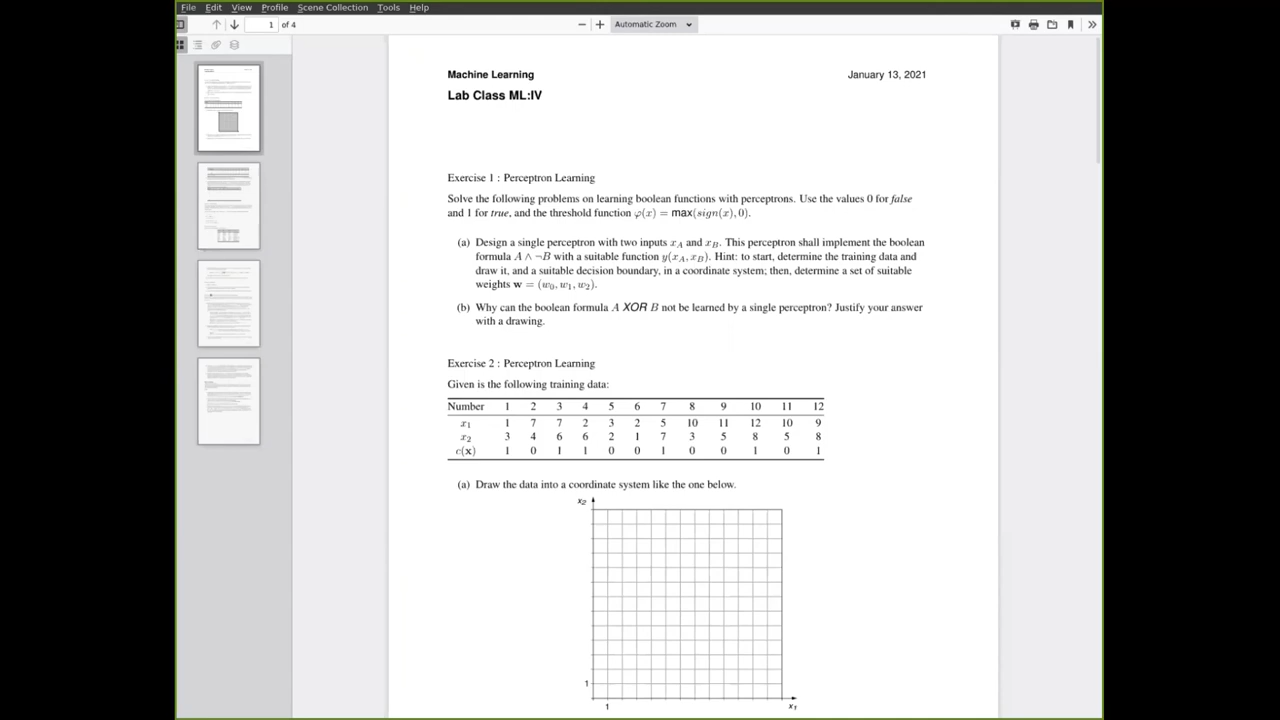 File Edit View Profile Scene Collection Tools Help
1 of 4 Automatic Zoom
Machine Learning January 13, 2021
Lab Class ML:IV
Exercise 1 : Perceptron Learning
Solve the following problems on learning boolean functions with perceptrons. Use the values 0 for false
and 1 for true, and the threshold function φ(x) = max(sign(x), 0).
(a) Design a single perceptron with two inputs x_A and x_B. This perceptron shall implement the boolean
formula A ∧ ¬B with a suitable function y(x_A, x_B). Hint: to start, determine the training data and
draw it, and a suitable decision boundary, in a coordinate system; then, determine a set of suitable
weights w = (w₀, w₁, w₂).
(b) Why can the boolean formula A XOR B not be learned by a single perceptron? Justify your answer
with a drawing.
Exercise 2 : Perceptron Learning
Given is the following training data:
Number 1 2 3 4 5 6 7 8 9 10 11 12
x₁ 1 7 7 2 3 2 5 10 11 12 10 9
x₂ 3 4 6 6 2 1 7 3 5 8 5 8
c(x) 1 0 1 1 0 0 1 0 0 1 0 1
(a) Draw the data into a coordinate system like the one below.
x₂
1
1 x₁